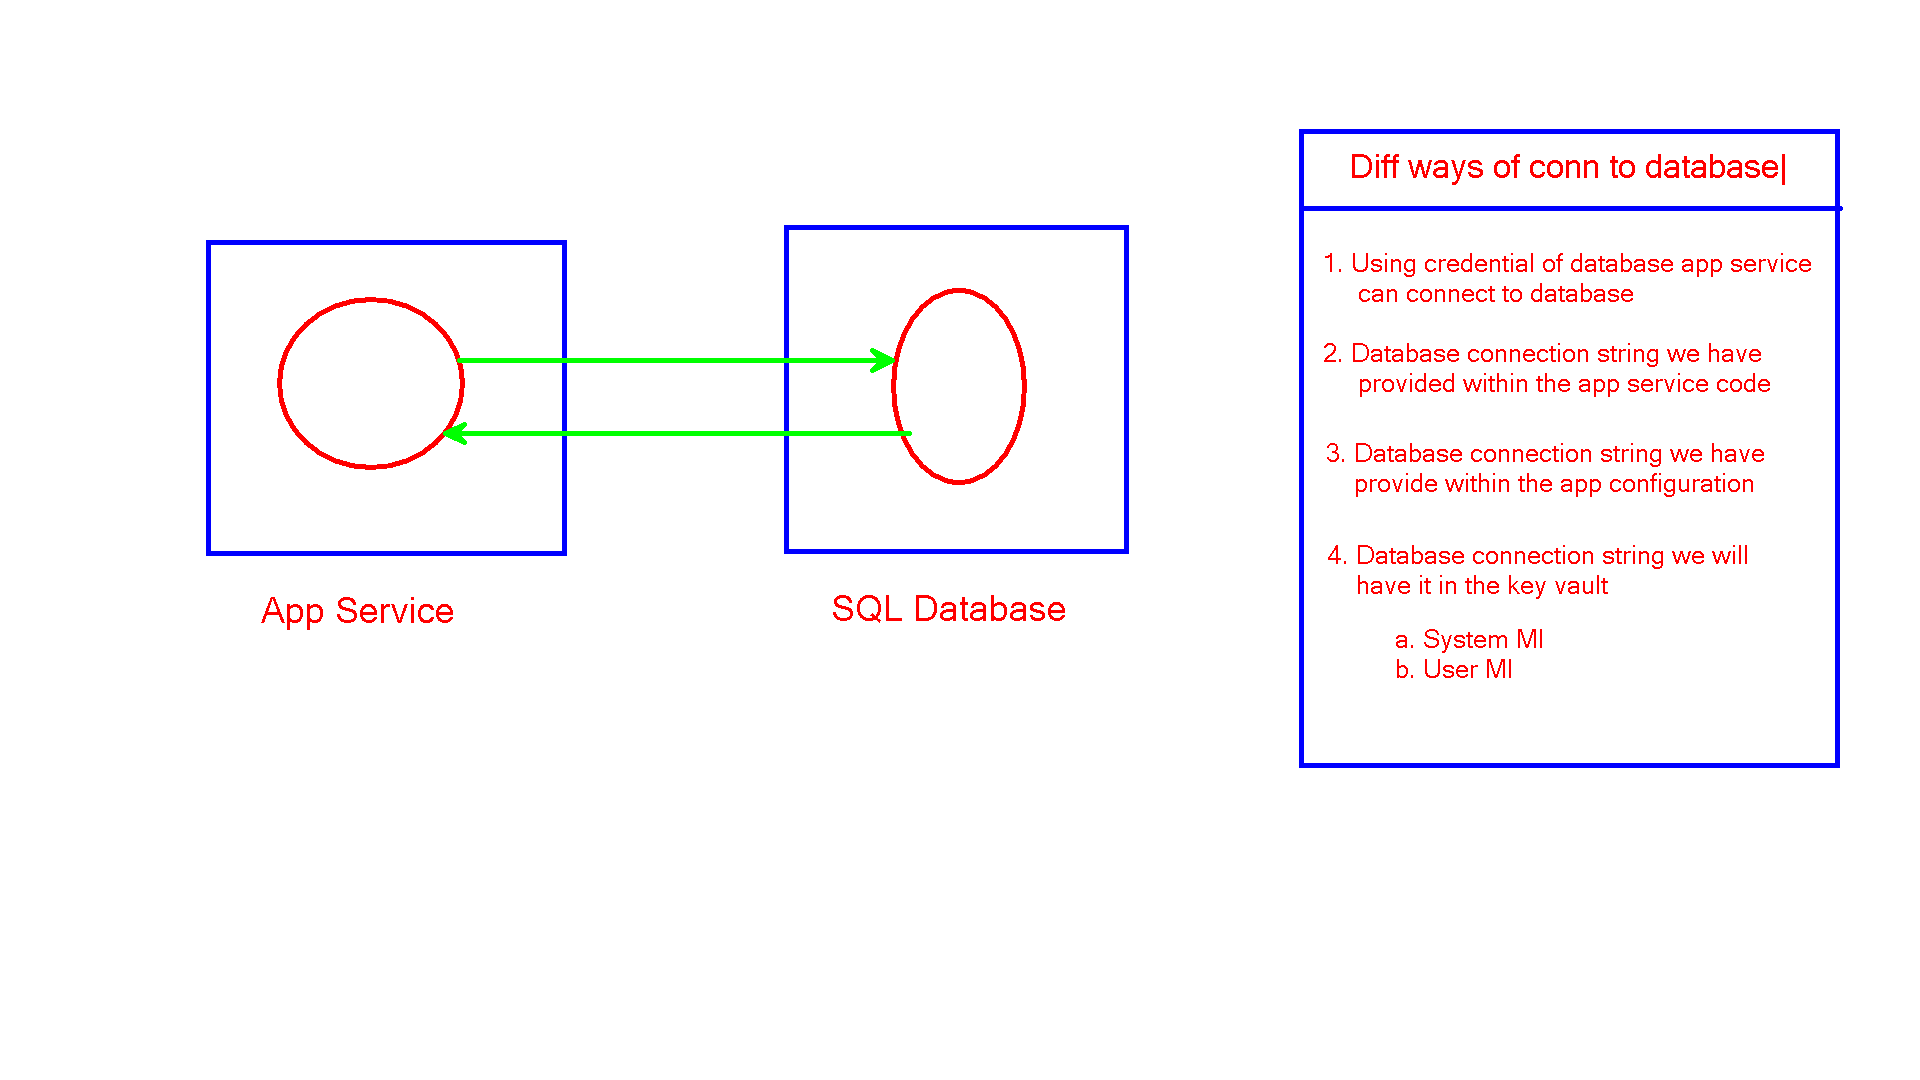 App Service
SQL Database
Diff ways of conn to database|
1. Using credential of database app service
can connect to database
2. Database connection string we have
provided within the app service code
3. Database connection string we have
provide within the app configuration
4. Database connection string we will
have it in the key vault
a. System MI
b. User MI